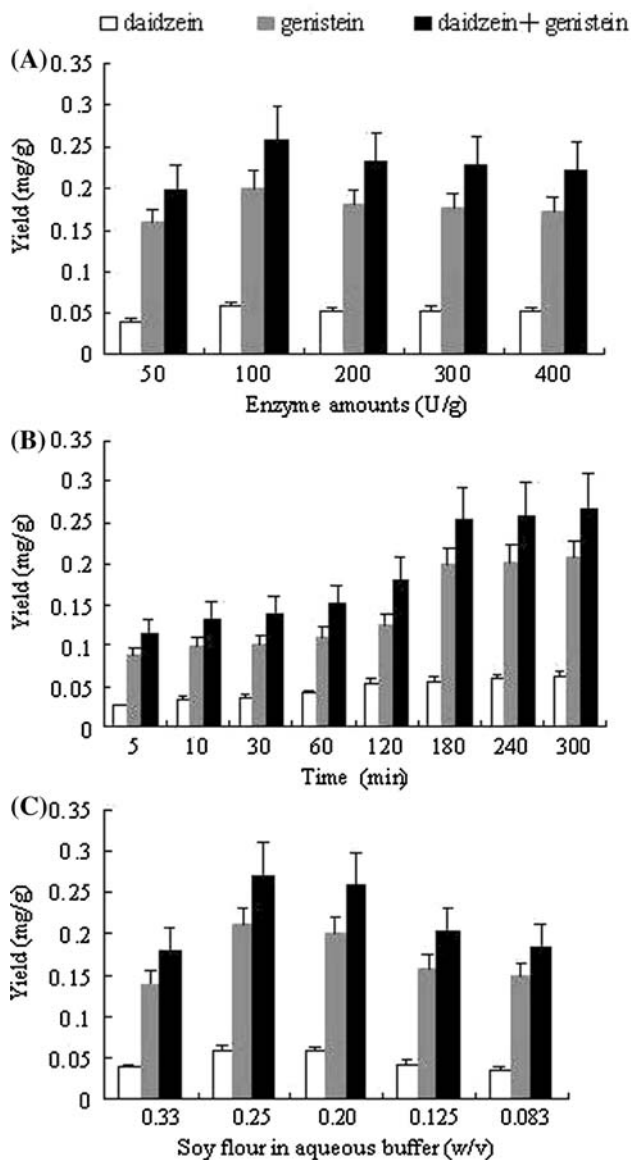 daidzein genistein daidzein+genistein
(A)
0.35
0.3
0.25
0.2
0.15
0.1
0.05
0
Yield (mg/g)
50 100 200 300 400
Enzyme amounts (U/g)
(B)
0.35
0.3
0.25
0.2
0.15
0.1
0.05
0
Yield (mg/g)
5 10 30 60 120 180 240 300
Time (min)
(C)
0.35
0.3
0.25
0.2
0.15
0.1
0.05
0
Yield (mg/g)
0.33 0.25 0.20 0.125 0.083
Soy flour in aqueous buffer (w/v)